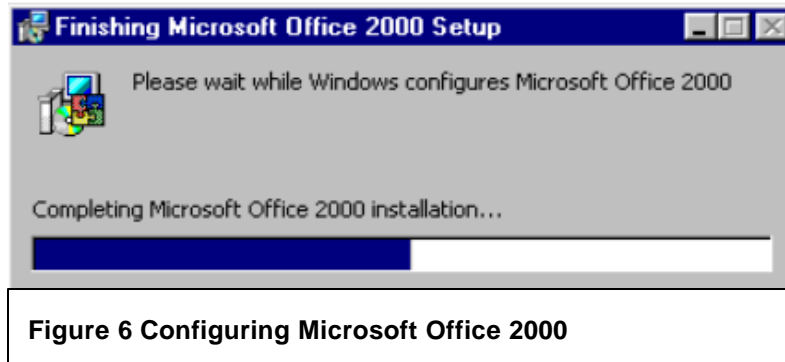 Finishing Microsoft Office 2000 Setup
Please wait while Windows configures Microsoft Office 2000
Completing Microsoft Office 2000 installation...
Figure 6 Configuring Microsoft Office 2000